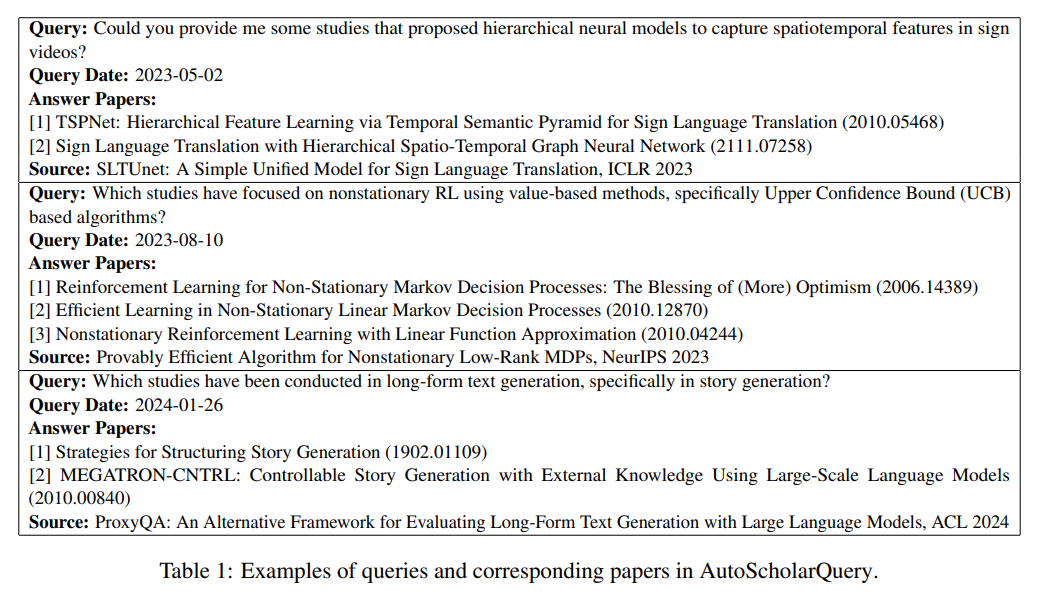 Query: Could you provide me some studies that proposed hierarchical neural models to capture spatiotemporal features in sign
videos?
Query Date: 2023-05-02
Answer Papers:
[1] TSPNet: Hierarchical Feature Learning via Temporal Semantic Pyramid for Sign Language Translation (2010.05468)
[2] Sign Language Translation with Hierarchical Spatio-Temporal Graph Neural Network (2111.07258)
Source: SLTUnet: A Simple Unified Model for Sign Language Translation, ICLR 2023
Query: Which studies have focused on nonstationary RL using value-based methods, specifically Upper Confidence Bound (UCB)
based algorithms?
Query Date: 2023-08-10
Answer Papers:
[1] Reinforcement Learning for Non-Stationary Markov Decision Processes: The Blessing of (More) Optimism (2006.14389)
[2] Efficient Learning in Non-Stationary Linear Markov Decision Processes (2010.12870)
[3] Nonstationary Reinforcement Learning with Linear Function Approximation (2010.04244)
Source: Provably Efficient Algorithm for Nonstationary Low-Rank MDPs, NeurIPS 2023
Query: Which studies have been conducted in long-form text generation, specifically in story generation?
Query Date: 2024-01-26
Answer Papers:
[1] Strategies for Structuring Story Generation (1902.01109)
[2] MEGATRON-CNTRL: Controllable Story Generation with External Knowledge Using Large-Scale Language Models
(2010.00840)
Source: ProxyQA: An Alternative Framework for Evaluating Long-Form Text Generation with Large Language Models, ACL 2024
Table 1: Examples of queries and corresponding papers in AutoScholarQuery.